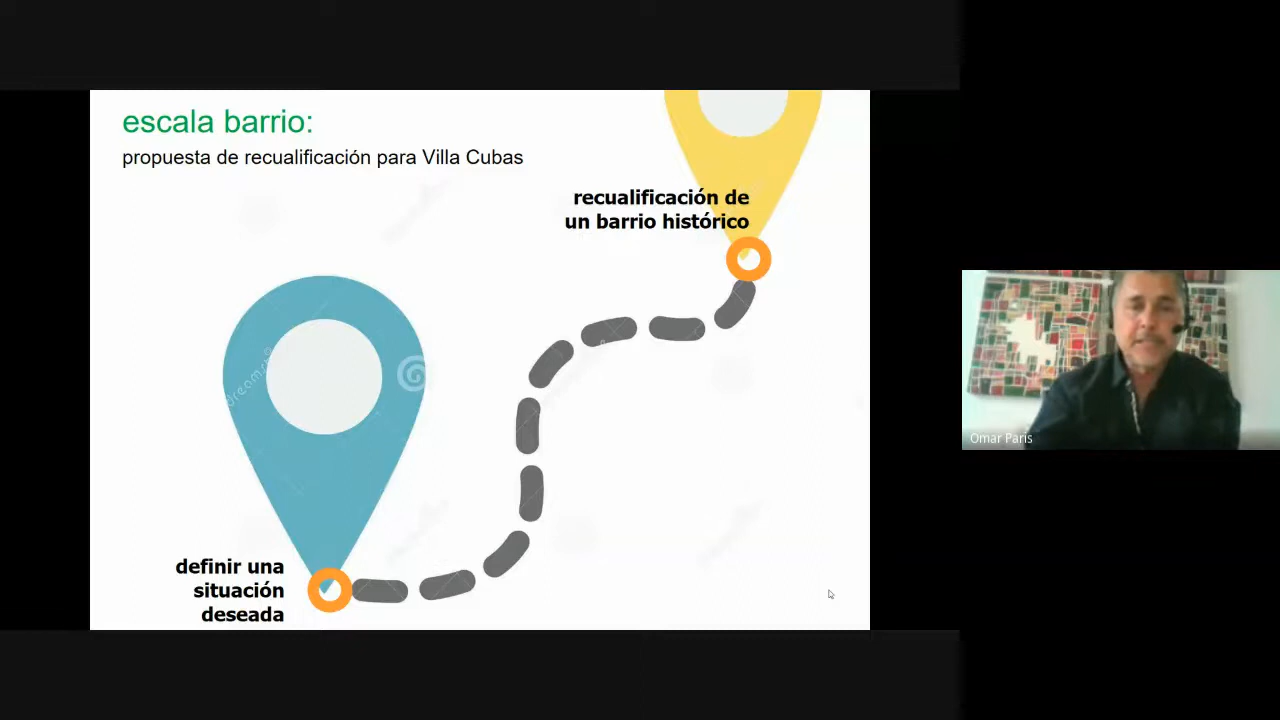 escala barrio:
propuesta de recualificación para Villa Cubas
recualificación de
un barrio histórico
definir una
situación
deseada
Omar Paris